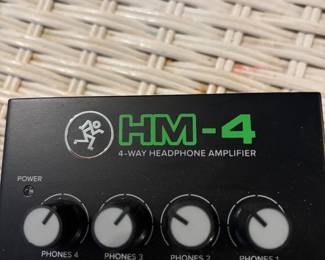 HM-4
4-WAY HEADPHONE AMPLIFIER
POWER
PHONES 4 PHONES 3 PHONES 2 PHONES 1